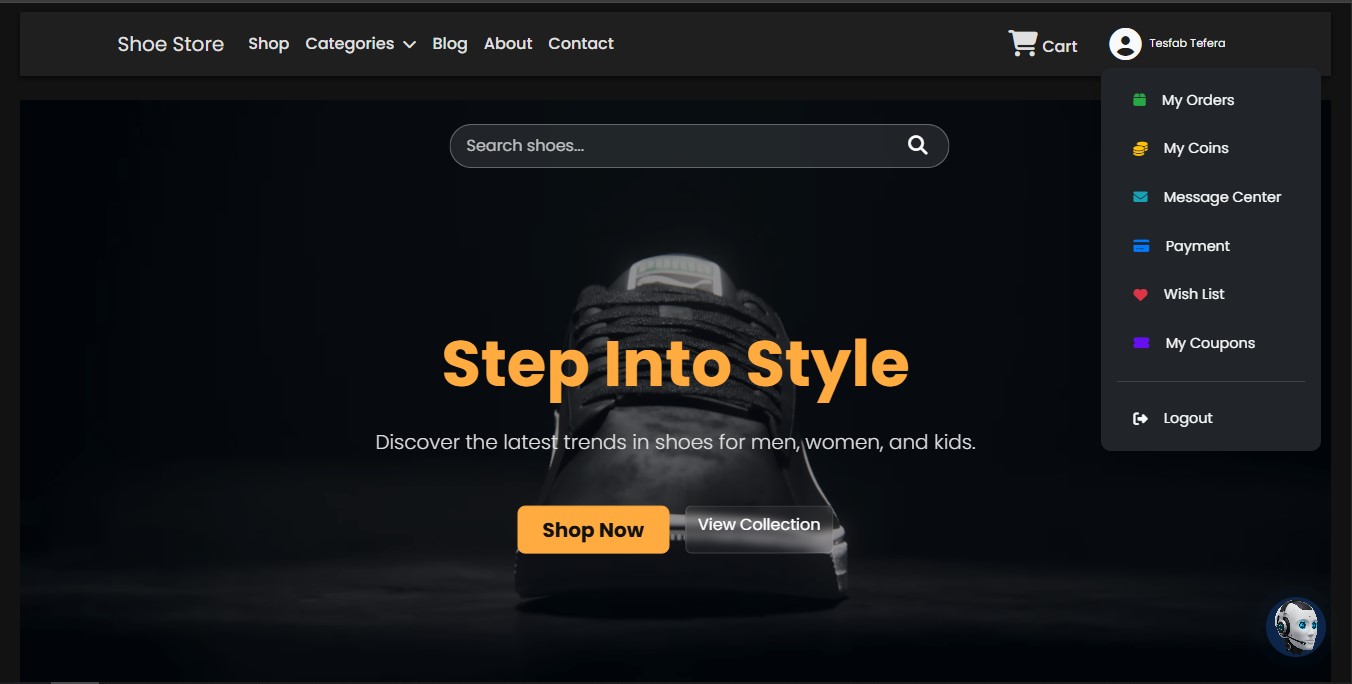 Shoe Store
Shop
Categories
Blog
About
Contact
Cart
Tesfab Tefera
My Orders
My Coins
Message Center
Payment
Wish List
My Coupons
Logout
Search shoes...
Step Into Style
Discover the latest trends in shoes for men, women, and kids.
Shop Now
View Collection